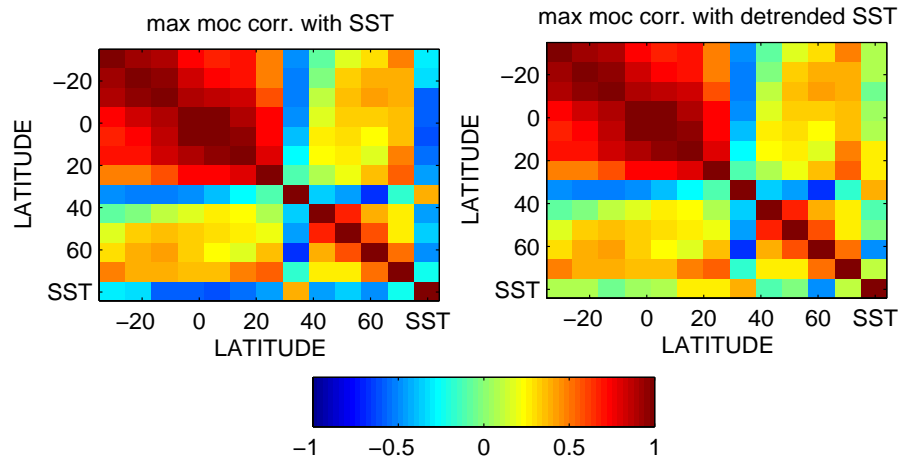 max moc corr. with SST
−20
0
20
40
60
SST
LATITUDE
−20 0 20 40 60 SST
LATITUDE
max moc corr. with detrended SST
−20
0
20
40
60
SST
LATITUDE
−20 0 20 40 60 SST
LATITUDE
−1 −0.5 0 0.5 1